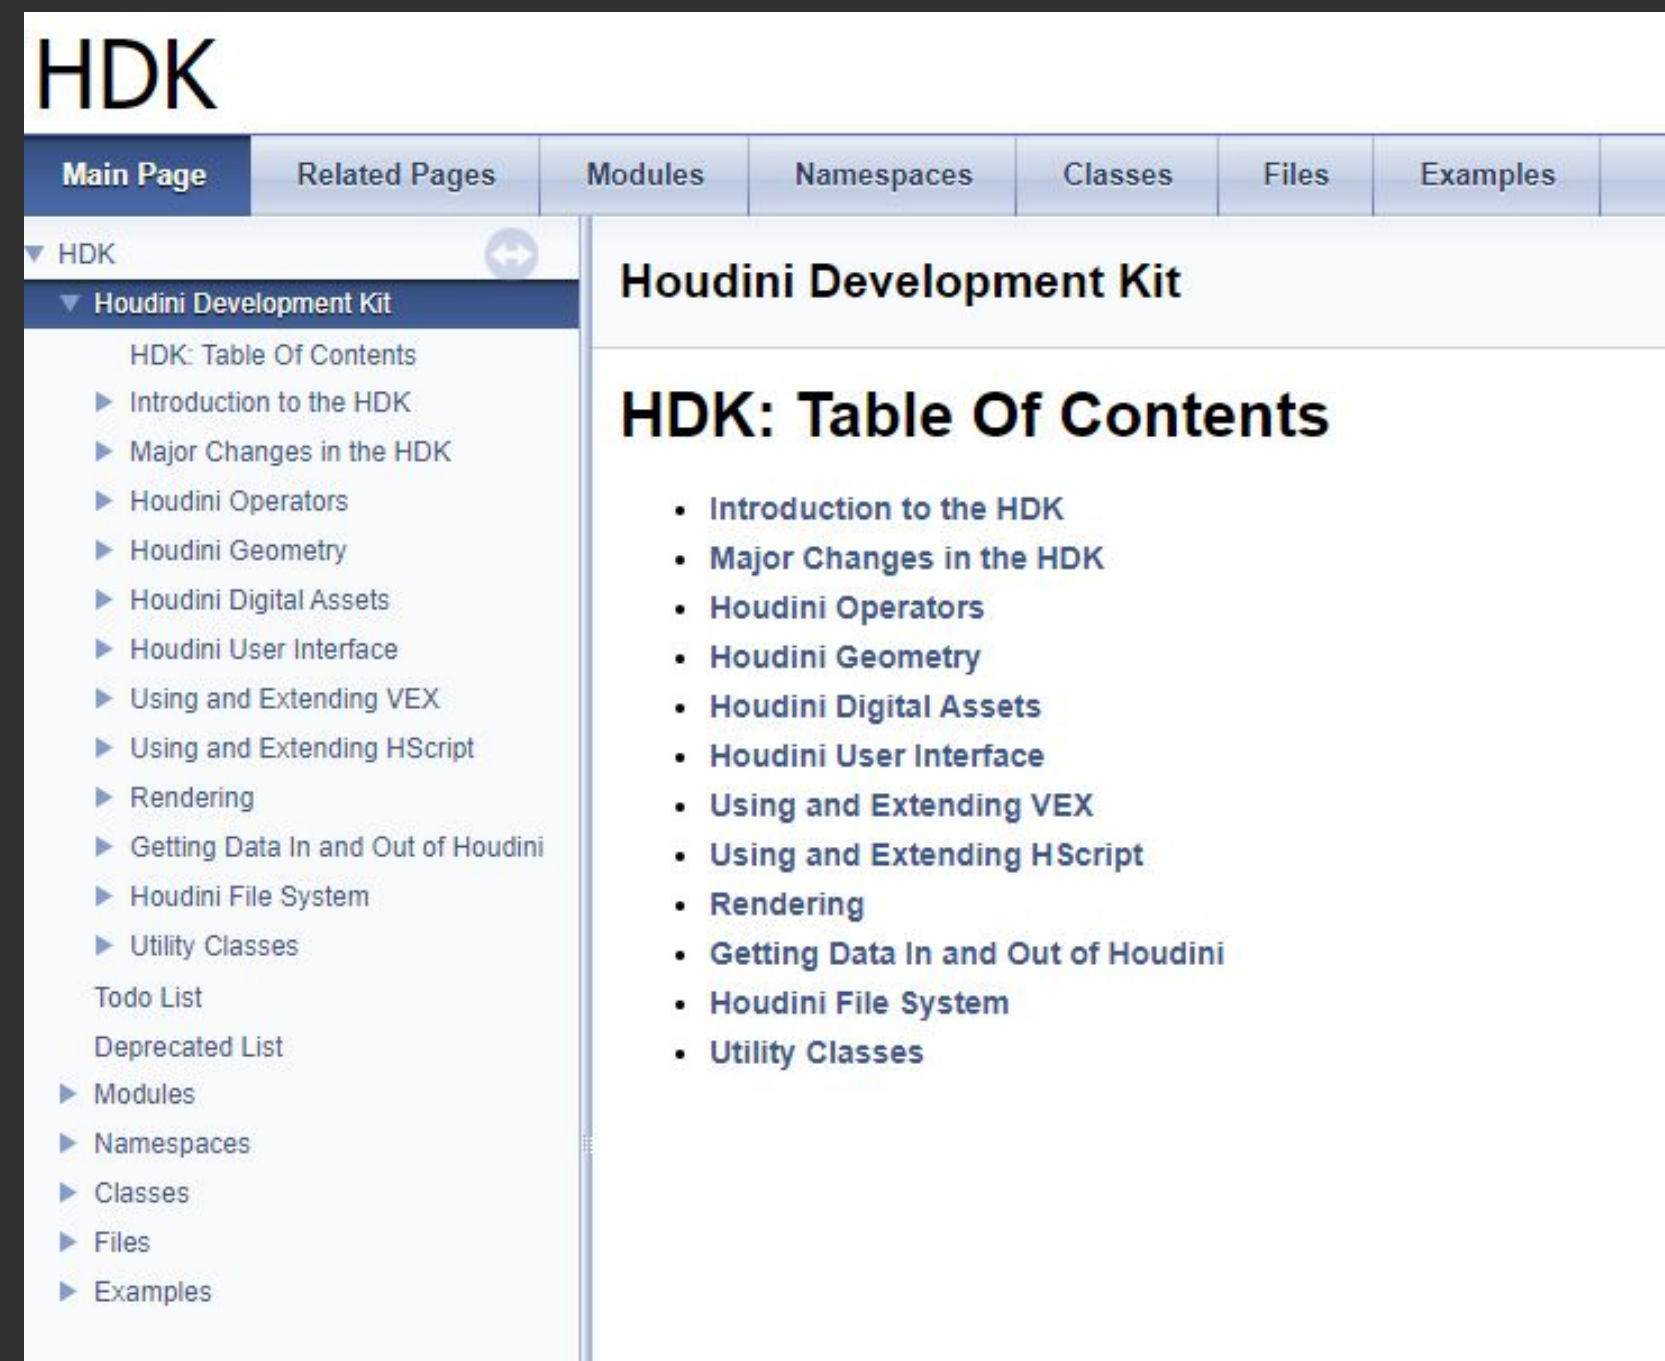 HDK
Main Page
Related Pages
Modules
Namespaces
Classes
Files
Examples
HDK
Houdini Development Kit
HDK: Table Of Contents
Introduction to the HDK
Major Changes in the HDK
Houdini Operators
Houdini Geometry
Houdini Digital Assets
Houdini User Interface
Using and Extending VEX
Using and Extending HScript
Rendering
Getting Data In and Out of Houdini
Houdini File System
Utility Classes
Todo List
Deprecated List
Modules
Namespaces
Classes
Files
Examples
Houdini Development Kit
HDK: Table Of Contents
• Introduction to the HDK
• Major Changes in the HDK
• Houdini Operators
• Houdini Geometry
• Houdini Digital Assets
• Houdini User Interface
• Using and Extending VEX
• Using and Extending HScript
• Rendering
• Getting Data In and Out of Houdini
• Houdini File System
• Utility Classes